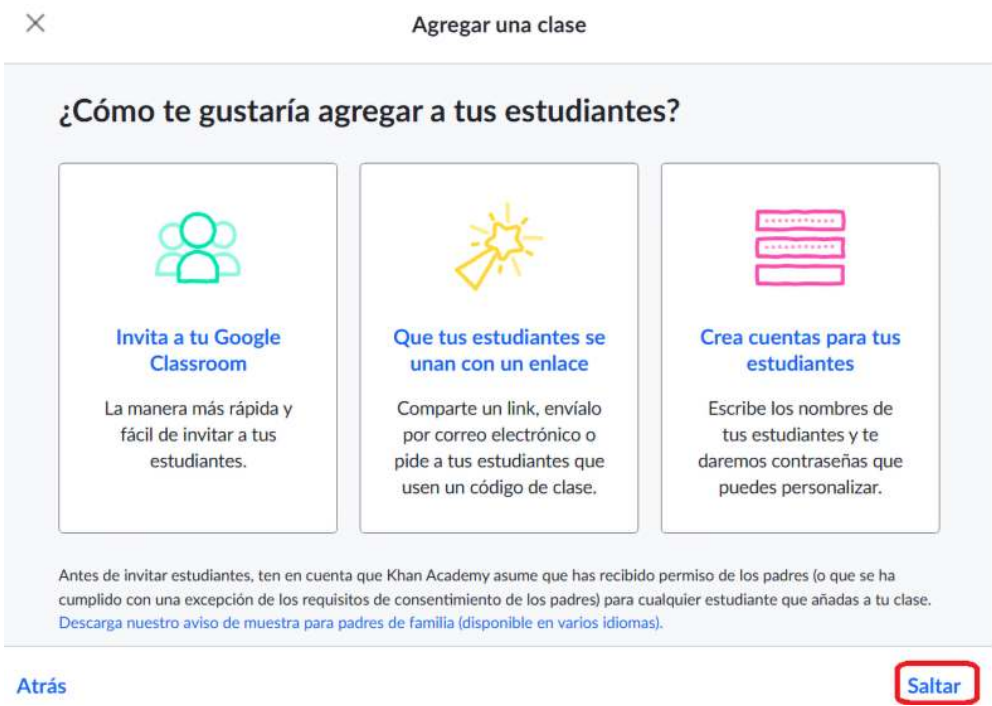 Agregar una clase
¿Cómo te gustaría agregar a tus estudiantes?
Invita a tu Google
Classroom
La manera más rápida y
fácil de invitar a tus
estudiantes.
Que tus estudiantes se
unan con un enlace
Comparte un link, envíalo
por correo electrónico o
pide a tus estudiantes que
usen un código de clase.
Crea cuentas para tus
estudiantes
Escribe los nombres de
tus estudiantes y te
daremos contraseñas que
puedes personalizar.
Antes de invitar estudiantes, ten en cuenta que Khan Academy asume que has recibido permiso de los padres (o que se ha
cumplido con una excepción de los requisitos de consentimiento de los padres) para cualquier estudiante que añadas a tu clase.
Descarga nuestro aviso de muestra para padres de familia (disponible en varios idiomas).
Atrás
Saltar